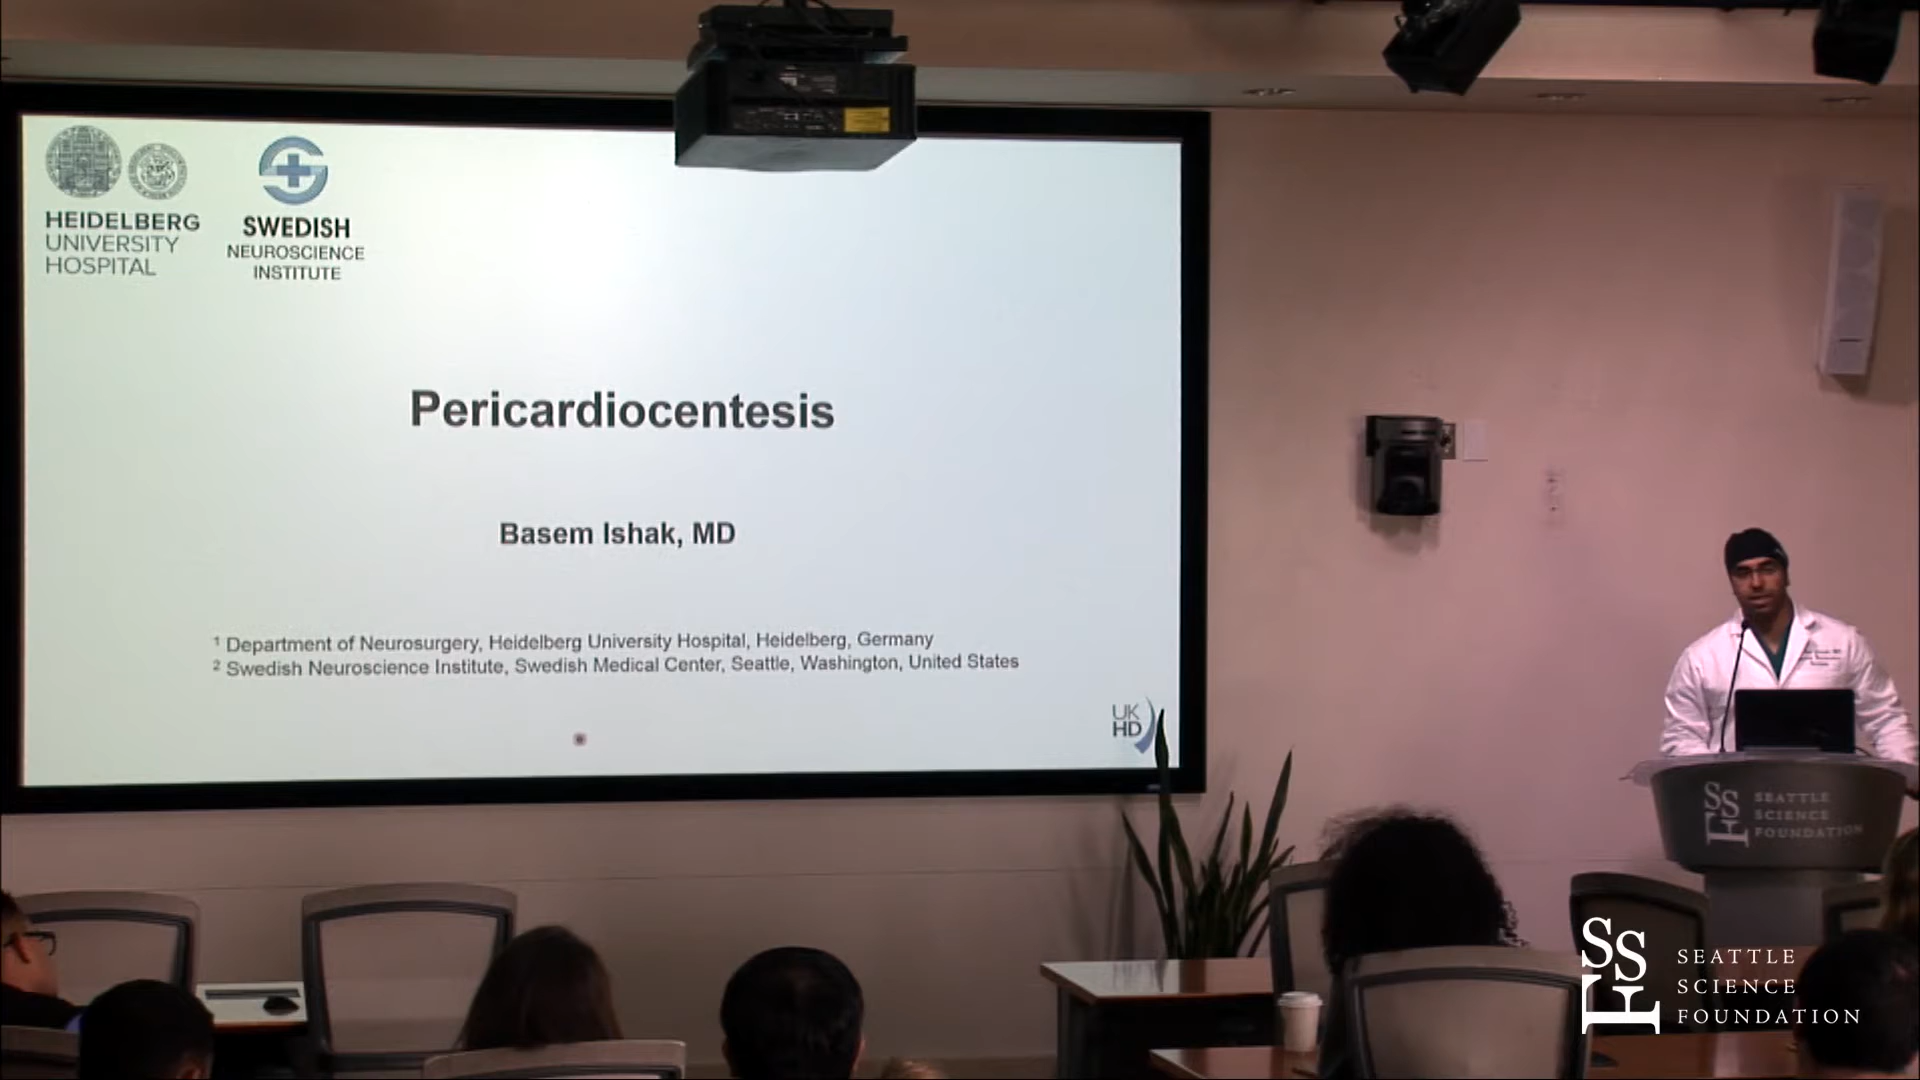 HEIDELBERG
UNIVERSITY
HOSPITAL
SWEDISH
NEUROSCIENCE
INSTITUTE
Pericardiocentesis
Basem Ishak, MD
1 Department of Neurosurgery, Heidelberg University Hospital, Heidelberg, Germany
2 Swedish Neuroscience Institute, Swedish Medical Center, Seattle, Washington, United States
UK
HD
SSF
SEATTLE
SCIENCE
FOUNDATION
SSF
SEATTLE
SCIENCE
FOUNDATION